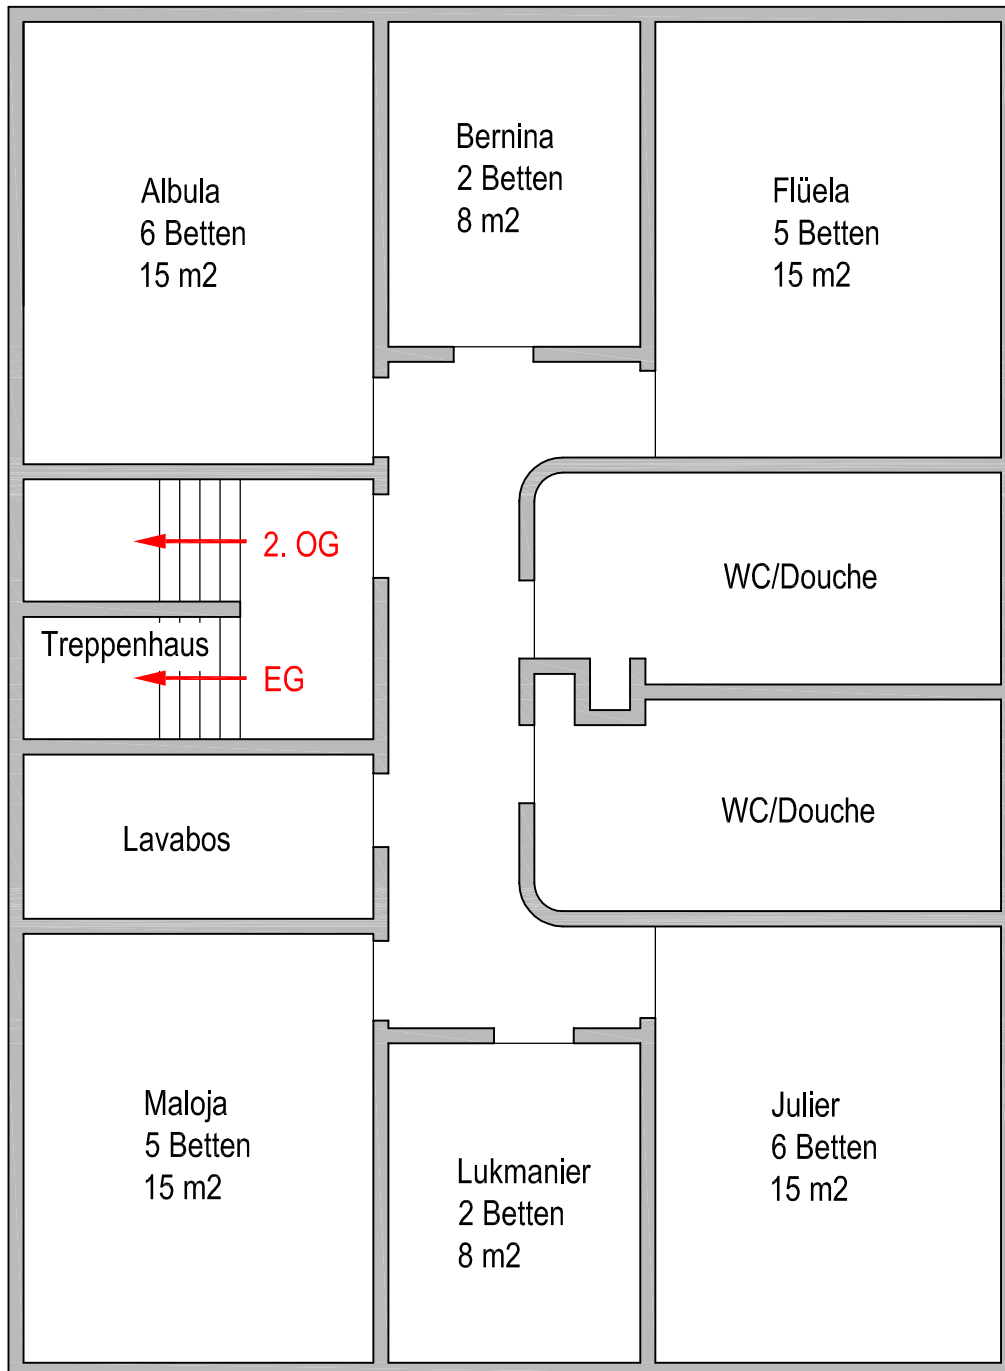 Albula
6 Betten
15 m2
Bernina
2 Betten
8 m2
Flüela
5 Betten
15 m2
2. OG
Treppenhaus
EG
WC/Douche
Lavabos
WC/Douche
Maloja
5 Betten
15 m2
Lukmanier
2 Betten
8 m2
Julier
6 Betten
15 m2